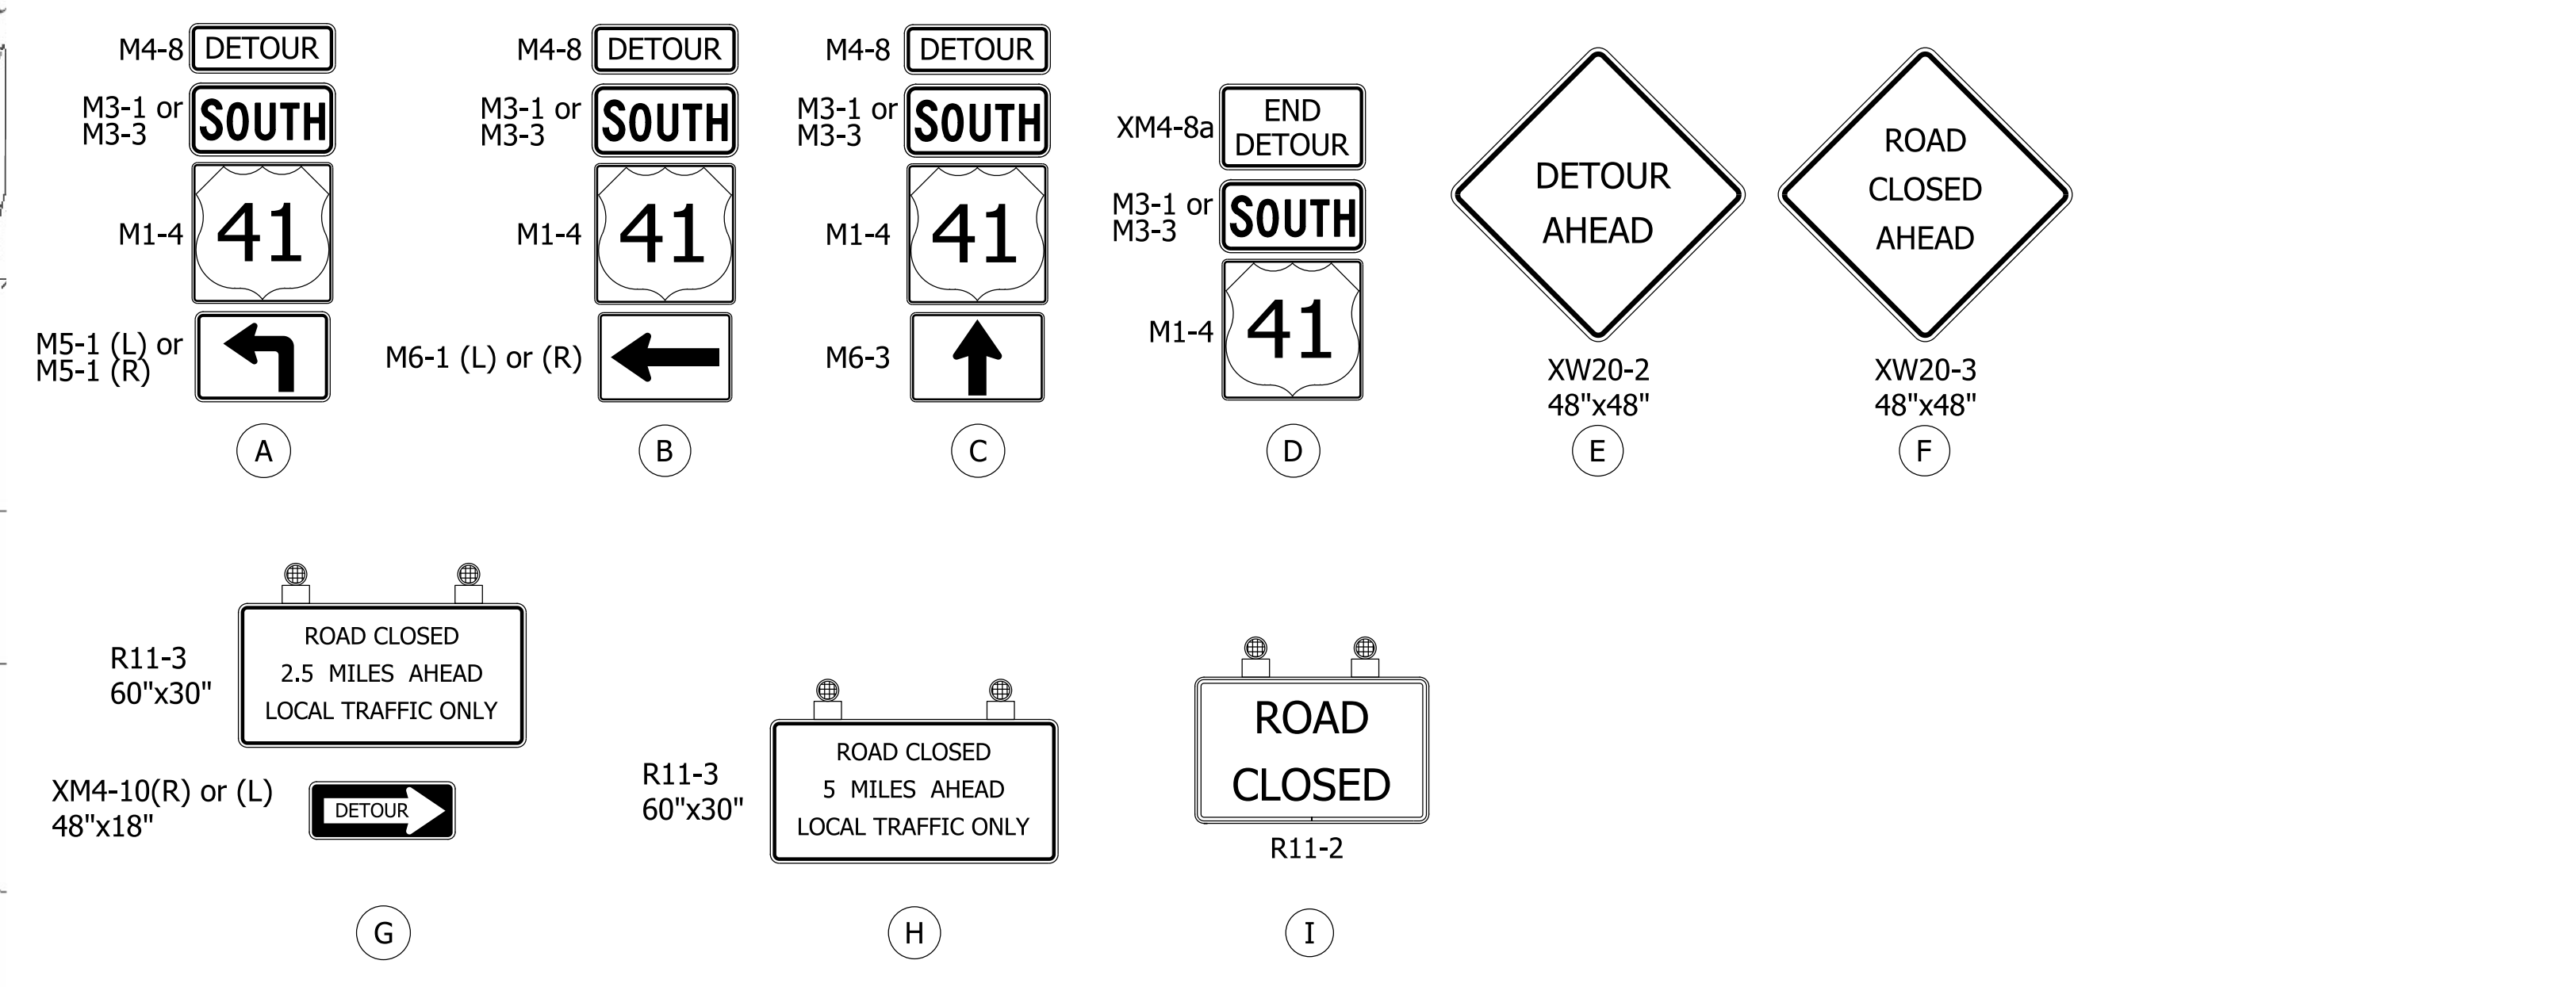 M4-8
DETOUR
M3-1 or
M3-3
SOUTH
M1-4
41
M5-1 (L) or
M5-1 (R)
A
M4-8
DETOUR
M3-1 or
M3-3
SOUTH
M1-4
41
M6-1 (L) or (R)
B
M4-8
DETOUR
M3-1 or
M3-3
SOUTH
M1-4
41
M6-3
C
XM4-8a
END
DETOUR
M3-1 or
M3-3
SOUTH
M1-4
41
D
DETOUR
AHEAD
XW20-2
48"x48"
E
ROAD
CLOSED
AHEAD
XW20-3
48"x48"
F
R11-3
60"x30"
ROAD CLOSED
2.5 MILES AHEAD
LOCAL TRAFFIC ONLY
XM4-10(R) or (L)
48"x18"
DETOUR
G
R11-3
60"x30"
ROAD CLOSED
5 MILES AHEAD
LOCAL TRAFFIC ONLY
H
ROAD
CLOSED
R11-2
I